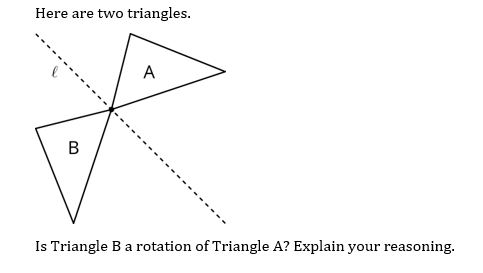 Here are two triangles.
ℓ
A
B
Is Triangle B a rotation of Triangle A? Explain your reasoning.